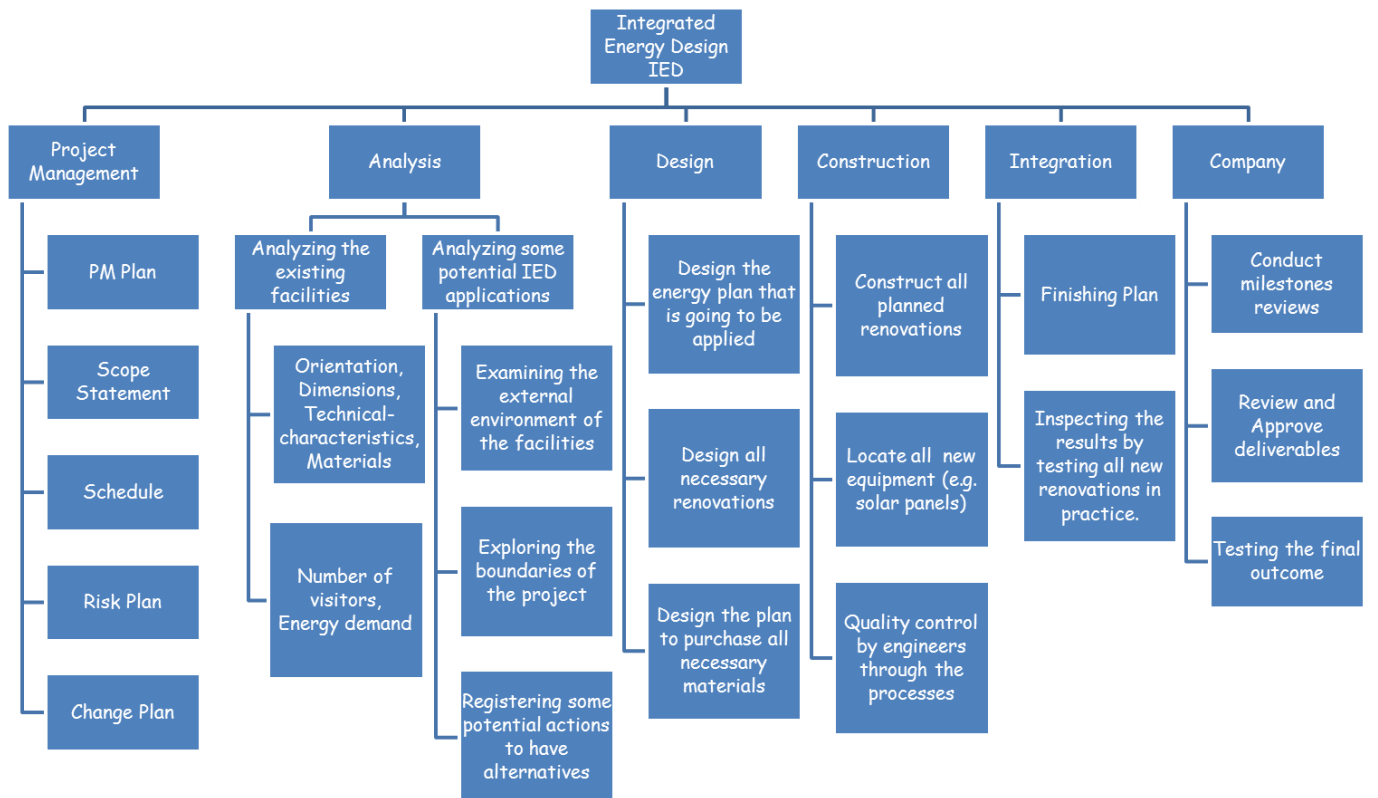 Integrated
Energy Design
IED
Project
Management
Analysis
Design
Construction
Integration
Company
PM Plan
Scope
Statement
Schedule
Risk Plan
Change Plan
Analyzing the
existing
facilities
Orientation,
Dimensions,
Technical-
characteristics,
Materials
Number of
visitors,
Energy demand
Analyzing some
potential IED
applications
Examining the
external
environment of
the facilities
Exploring the
boundaries of
the project
Registering some
potential actions
to have
alternatives
Design the
energy plan that
is going to be
applied
Design all
necessary
renovations
Design the plan
to purchase all
necessary
materials
Construct all
planned
renovations
Locate all new
equipment (e.g.
solar panels)
Quality control
by engineers
through the
processes
Finishing Plan
Inspecting the
results by
testing all new
renovations in
practice.
Conduct
milestones
reviews
Review and
Approve
deliverables
Testing the final
outcome